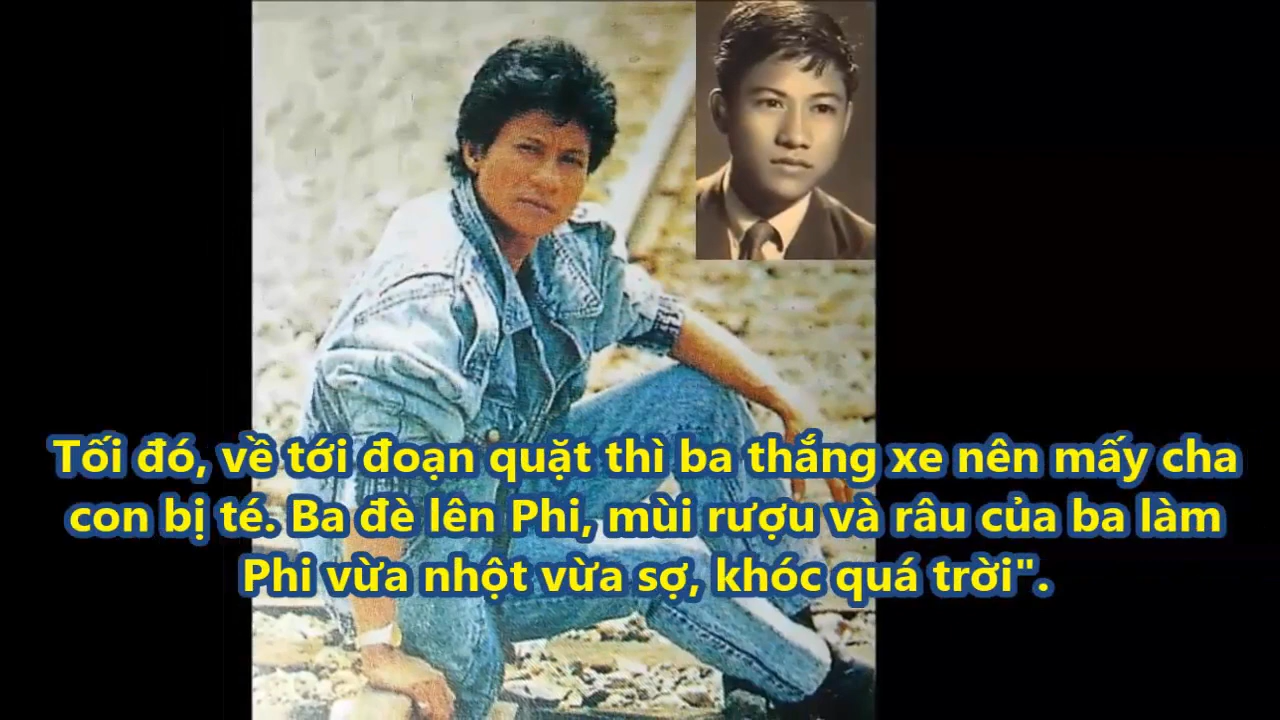 Tối đó, về tới đoạn quặt thì ba thắng xe nên mấy cha
con bị té. Ba đè lên Phi, mùi rượu và râu của ba làm
Phi vừa nhột vừa sợ, khóc quá trời".